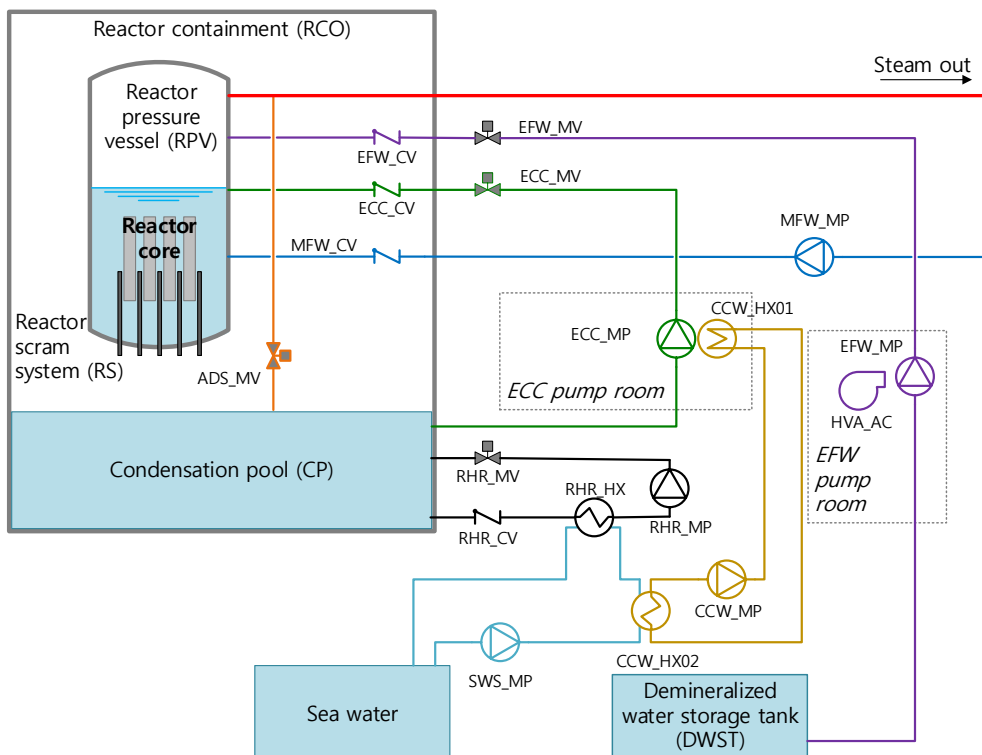 Reactor containment (RCO)
Steam out
Reactor
pressure
vessel (RPV)
EFW_MV
EFW_CV
ECC_MV
ECC_CV
Reactor
core
MFW_CV
MFW_MP
Reactor
scram
system (RS)
ADS_MV
ECC_MP
CCW_HX01
ECC pump room
EFW_MP
HVA_AC
EFW
pump
room
Condensation pool (CP)
RHR_MV
RHR_HX
RHR_CV
RHR_MP
CCW_MP
SWS_MP
CCW_HX02
Sea water
Demineralized
water storage tank
(DWST)